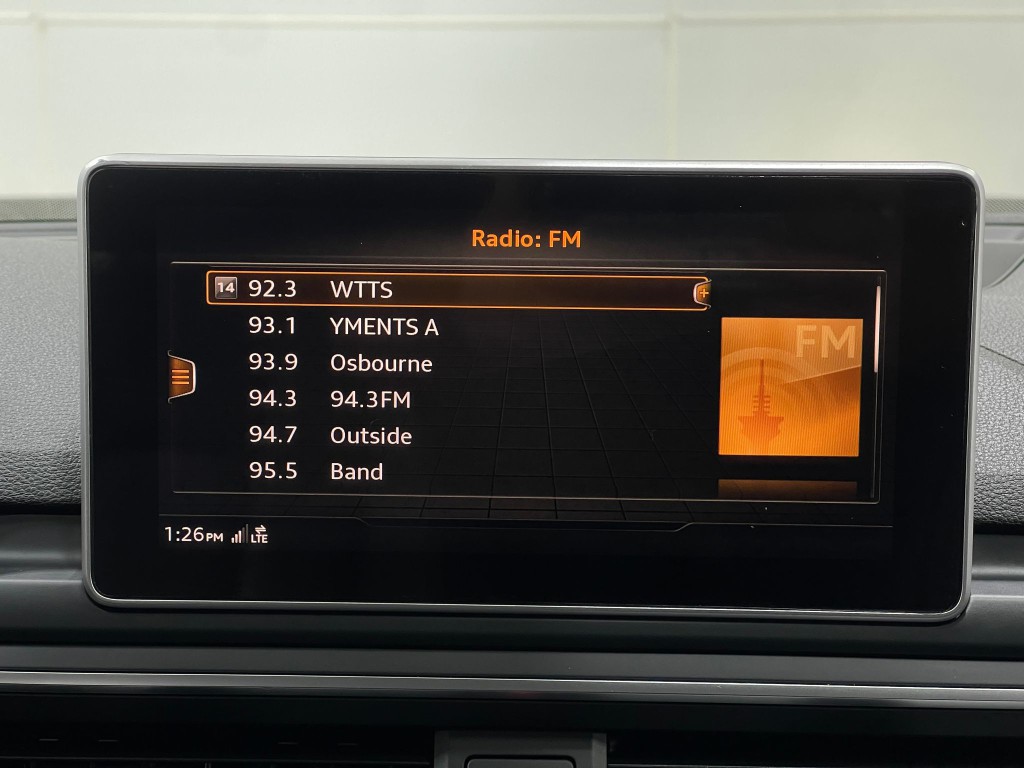 Radio: FM
14 92.3 WTTS
93.1 YMENTS A
93.9 Osbourne
94.3 94.3FM
94.7 Outside
95.5 Band
FM
1:26PM LTE